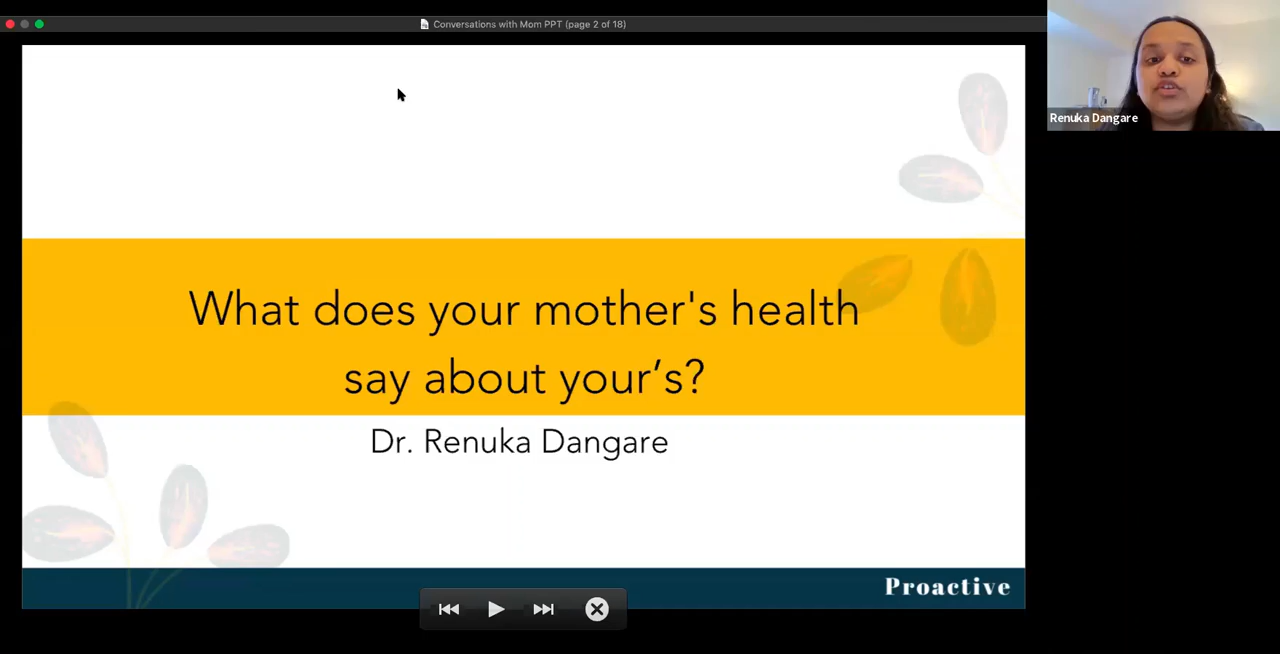 Conversations with Mom PPT (page 2 of 18)
Renuka Dangare
What does your mother's health
say about your’s?
Dr. Renuka Dangare
Proactive